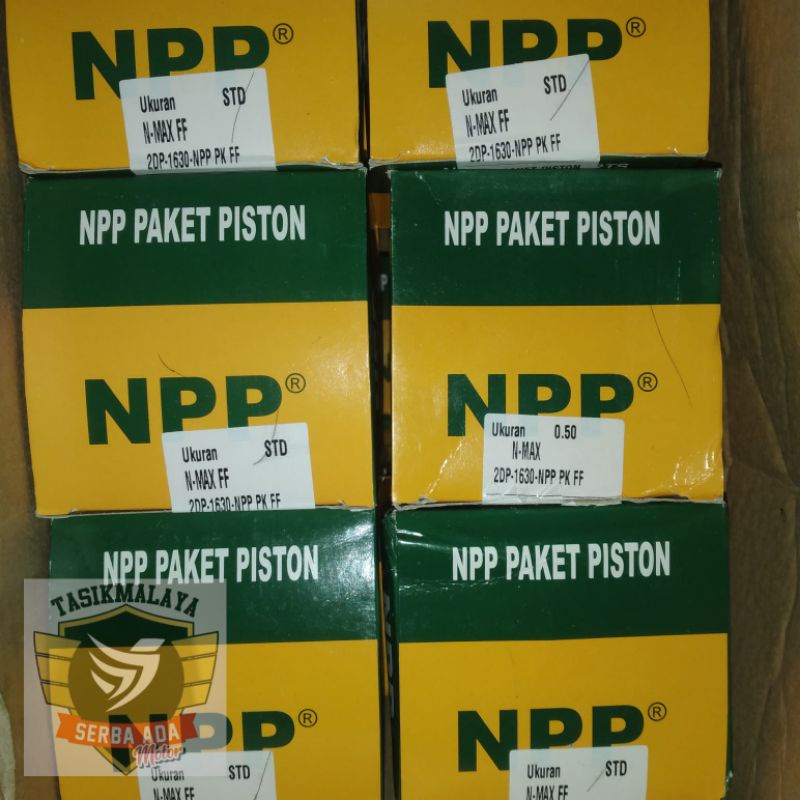 NPP®
Ukuran STD
N-MAX FF
2DP-1630-NPP PK FF
NPP®
Ukuran STD
N-MAX FF
2DP-1630-NPP PK FF
NPP PAKET PISTON
NPP®
Ukuran STD
N-MAX FF
2DP-1630-NPP PK FF
PISTON
NPP PAKET PISTON
NPP®
Ukuran 0.50
N-MAX
2DP-1630-NPP PK FF
NPP PAKET PISTON
NPP®
Ukuran STD
N-MAX FF
NPP PAKET PISTON
NPP®
Ukuran STD
N-MAX FF
TASIKMALAYA
SERBA ADA
Motor